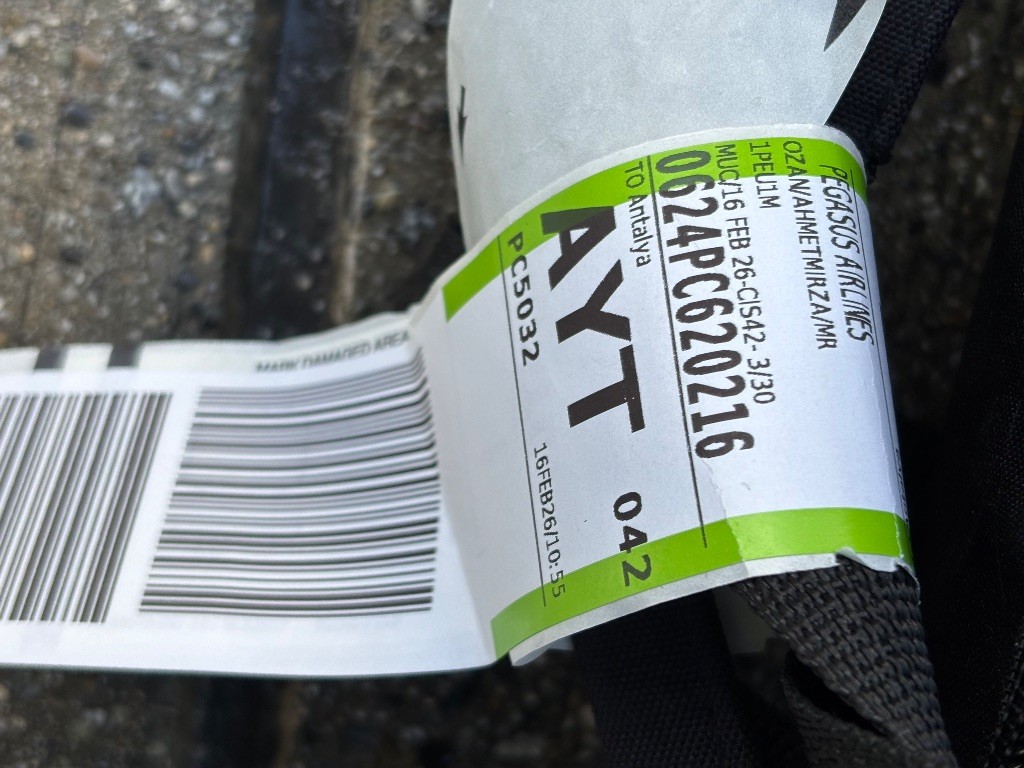 PEGASUS AIRLINES
OZAN/AHMETMIRZA/MR
1PEU1M
MUC/16 FEB 26-CIS42- 3/30
0624PC620216
TO Antalya
AYT 042
PC5032 16FEB26/10:55
MARK DAMAGED AREA